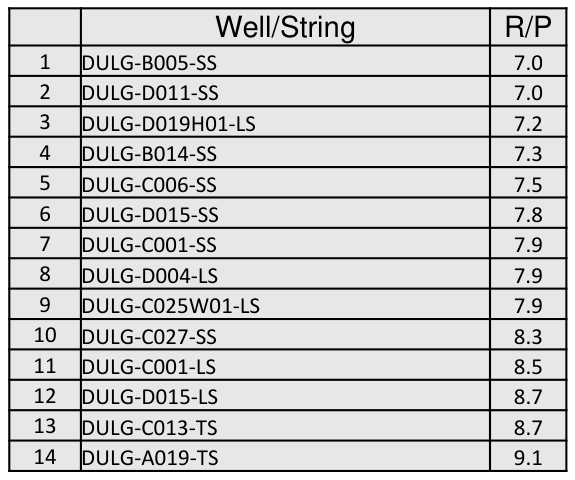 Well/String R/P
1 DULG-B005-SS 7.0
2 DULG-D011-SS 7.0
3 DULG-D019H01-LS 7.2
4 DULG-B014-SS 7.3
5 DULG-C006-SS 7.5
6 DULG-D015-SS 7.8
7 DULG-C001-SS 7.9
8 DULG-D004-LS 7.9
9 DULG-C025W01-LS 7.9
10 DULG-C027-SS 8.3
11 DULG-C001-LS 8.5
12 DULG-D015-LS 8.7
13 DULG-C013-TS 8.7
14 DULG-A019-TS 9.1